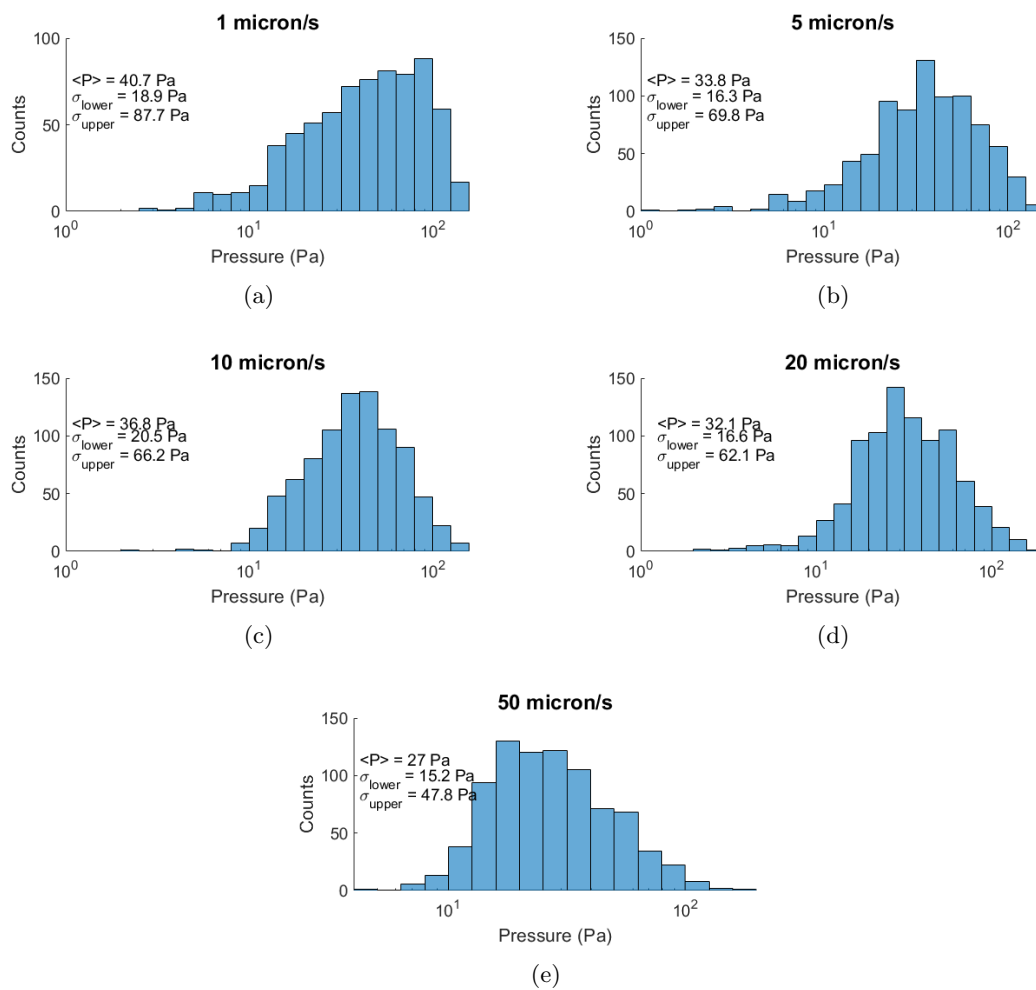 1 micron/s
100
50
0
Counts
<P> = 40.7 Pa
σlower = 18.9 Pa
σupper = 87.7 Pa
10^0
10^1
10^2
Pressure (Pa)
(a)
5 micron/s
150
100
50
0
Counts
<P> = 33.8 Pa
σlower = 16.3 Pa
σupper = 69.8 Pa
10^0
10^1
10^2
Pressure (Pa)
(b)
10 micron/s
150
100
50
0
Counts
<P> = 36.8 Pa
σlower = 20.5 Pa
σupper = 66.2 Pa
10^0
10^1
10^2
Pressure (Pa)
(c)
20 micron/s
150
100
50
0
Counts
<P> = 32.1 Pa
σlower = 16.6 Pa
σupper = 62.1 Pa
10^0
10^1
10^2
Pressure (Pa)
(d)
50 micron/s
150
100
50
0
Counts
<P> = 27 Pa
σlower = 15.2 Pa
σupper = 47.8 Pa
10^1
10^2
Pressure (Pa)
(e)